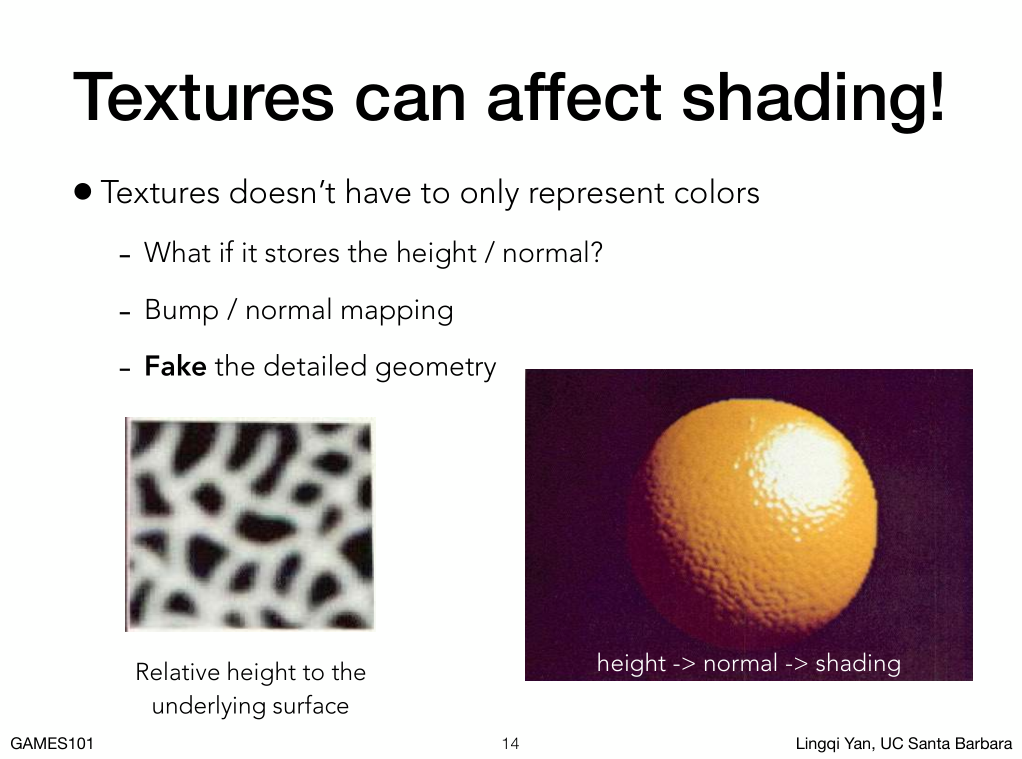 Textures can affect shading!
● Textures doesn’t have to only represent colors
- What if it stores the height / normal?
- Bump / normal mapping
- Fake the detailed geometry
Relative height to the
underlying surface
height -> normal -> shading
GAMES101
14
Lingqi Yan, UC Santa Barbara